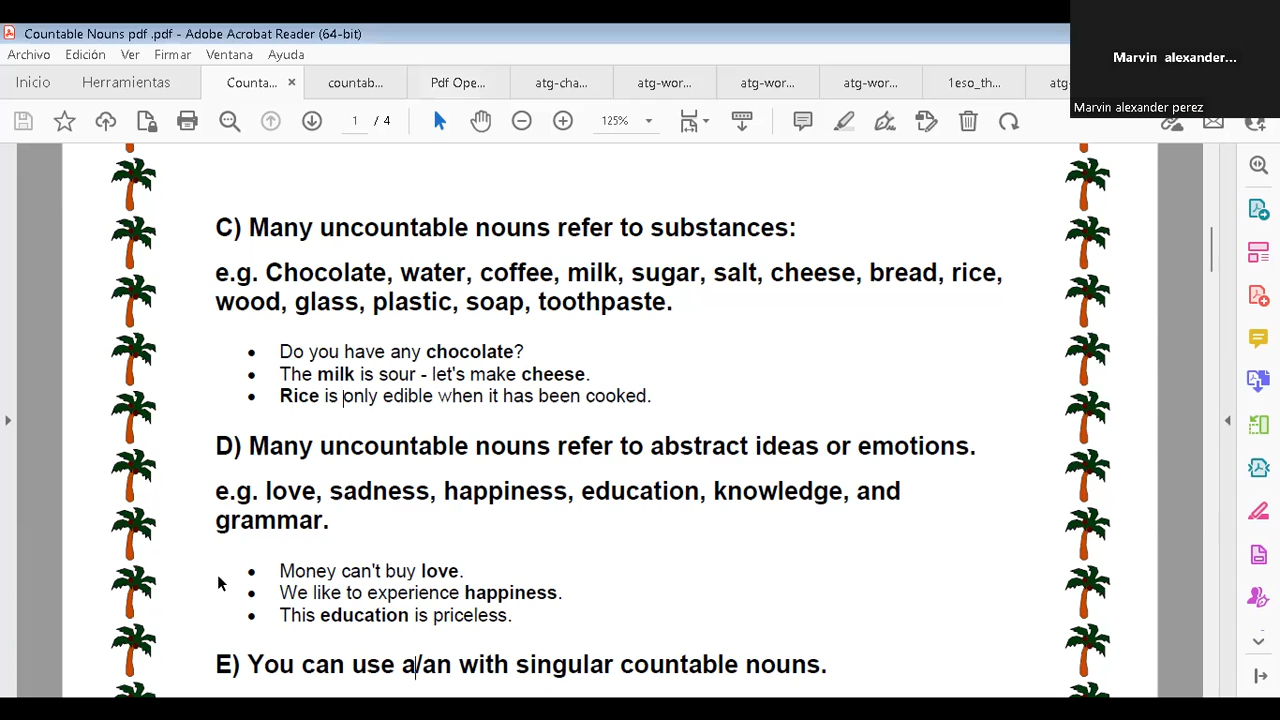 Countable Nouns pdf .pdf - Adobe Acrobat Reader (64-bit)
Marvin alexander...
Marvin alexander perez
Archivo Edición Ver Firmar Ventana Ayuda
Inicio Herramientas Counta... × countab... Pdf Ope... atg-cha... atg-wor... atg-wor... atg-wor... 1eso_th... atg
1 / 4 125%
C) Many uncountable nouns refer to substances:
e.g. Chocolate, water, coffee, milk, sugar, salt, cheese, bread, rice,
wood, glass, plastic, soap, toothpaste.
• Do you have any chocolate?
• The milk is sour - let's make cheese.
• Rice is only edible when it has been cooked.
D) Many uncountable nouns refer to abstract ideas or emotions.
e.g. love, sadness, happiness, education, knowledge, and
grammar.
• Money can't buy love.
• We like to experience happiness.
• This education is priceless.
E) You can use a/an with singular countable nouns.